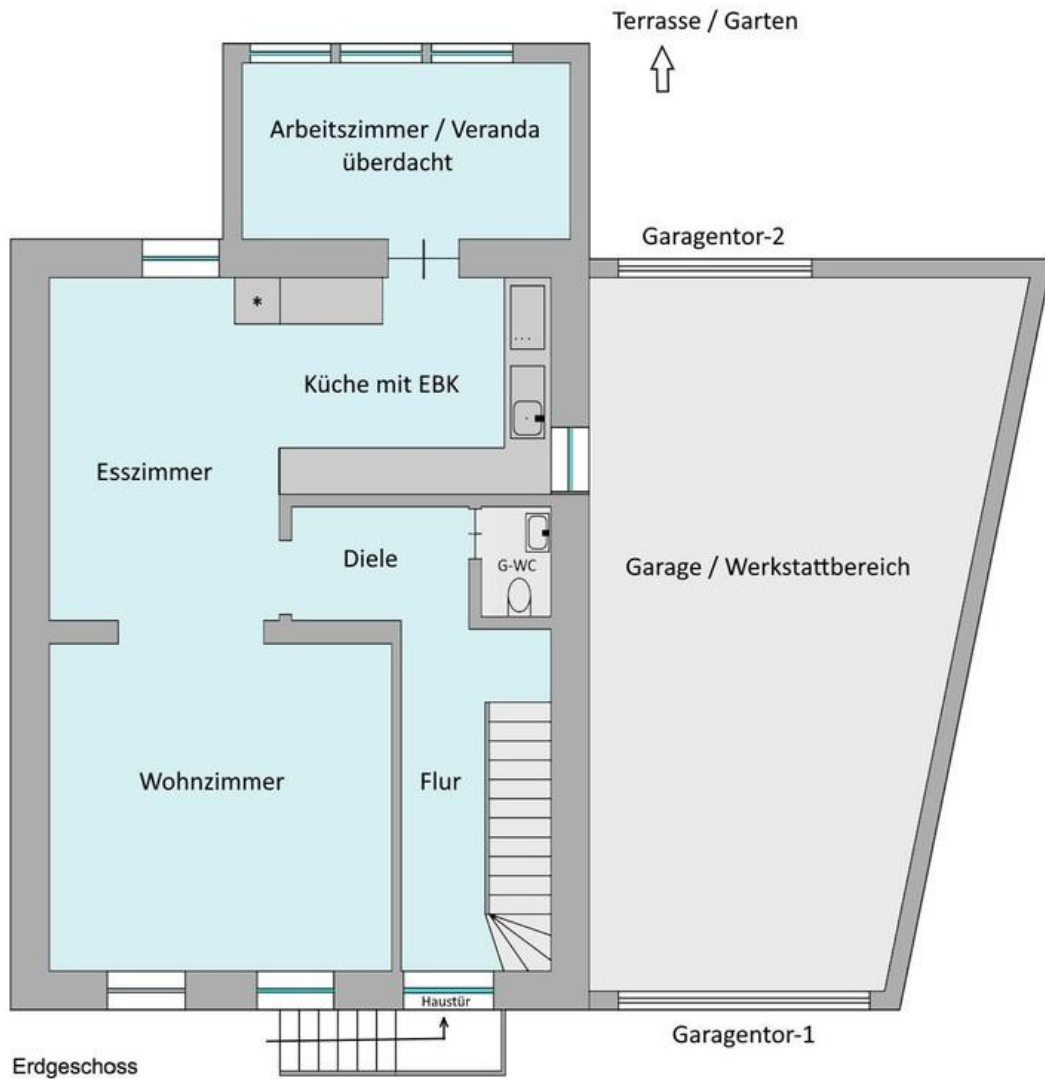 Terrasse / Garten
Arbeitszimmer / Veranda
überdacht
Garagentor-2
*
Küche mit EBK
Esszimmer
Diele
G-WC
Garage / Werkstattbereich
Wohnzimmer
Flur
Haustür
Garagentor-1
Erdgeschoss